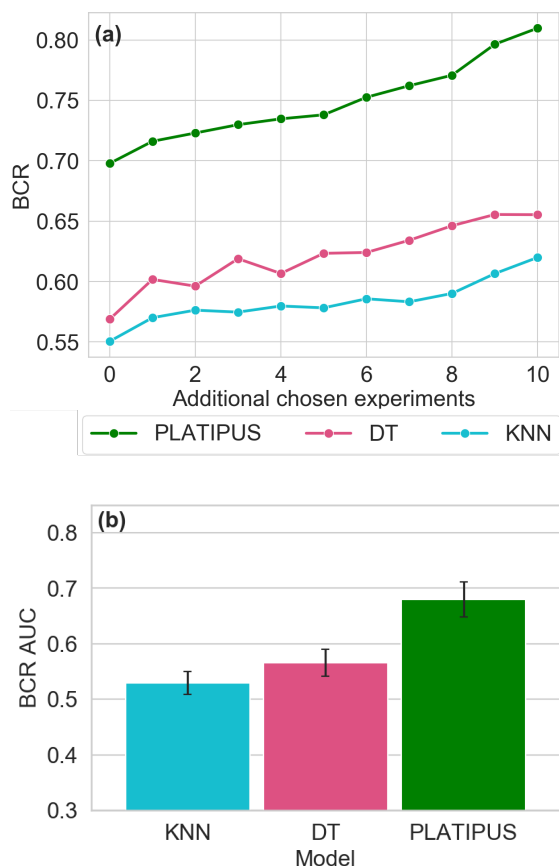 (a)
0.80
0.75
0.70
0.65
0.60
0.55
BCR
0 2 4 6 8 10
Additional chosen experiments
PLATIPUS DT KNN
(b)
0.8
0.7
0.6
0.5
0.4
0.3
BCR AUC
KNN DT PLATIPUS
Model